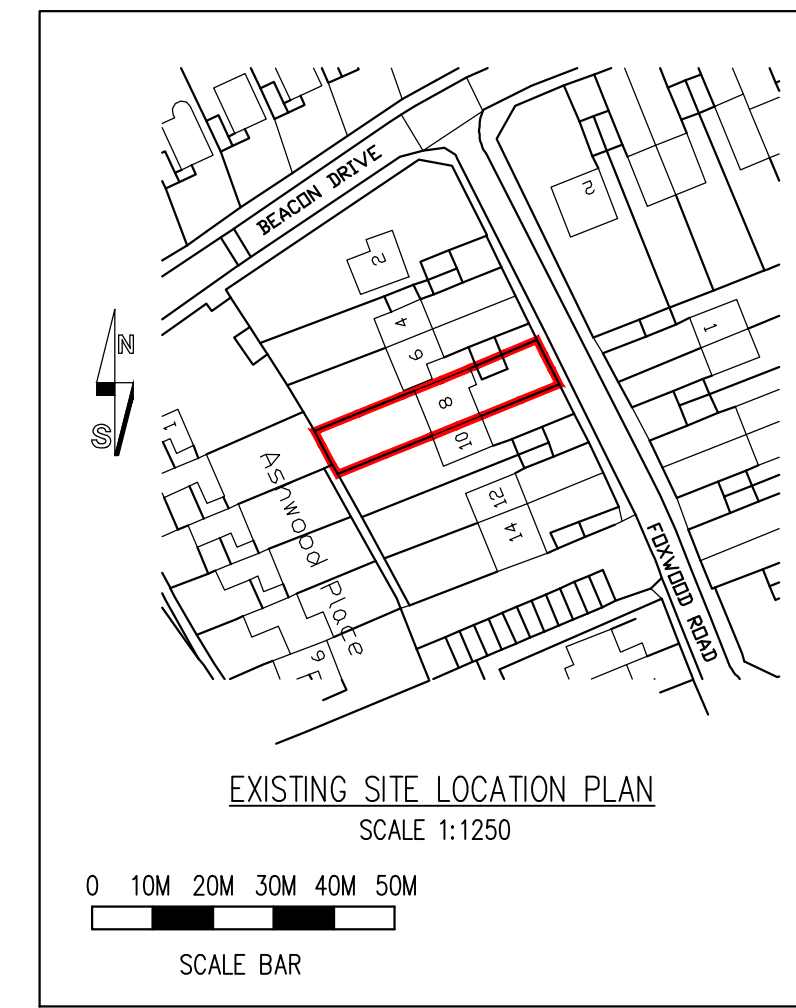 BEACON DRIVE
2
2
4
6
8
10
12
14
1
N
S
1
Ashwood Place
9
FOXWOOD ROAD
EXISTING SITE LOCATION PLAN
SCALE 1:1250
0 10M 20M 30M 40M 50M
SCALE BAR